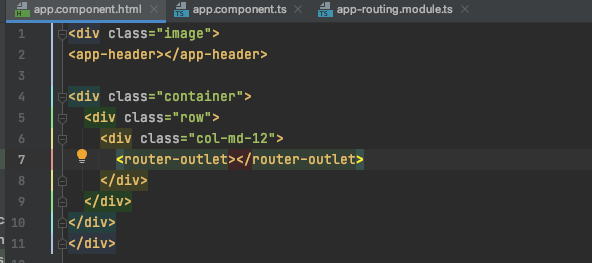 app.component.html × app.component.ts × app-routing.module.ts ×
1 <div class="image">
2 <app-header></app-header>
3
4 <div class="container">
5 <div class="row">
6 <div class="col-md-12">
7 <router-outlet></router-outlet>
8 </div>
9 </div>
10 </div>
11 </div>